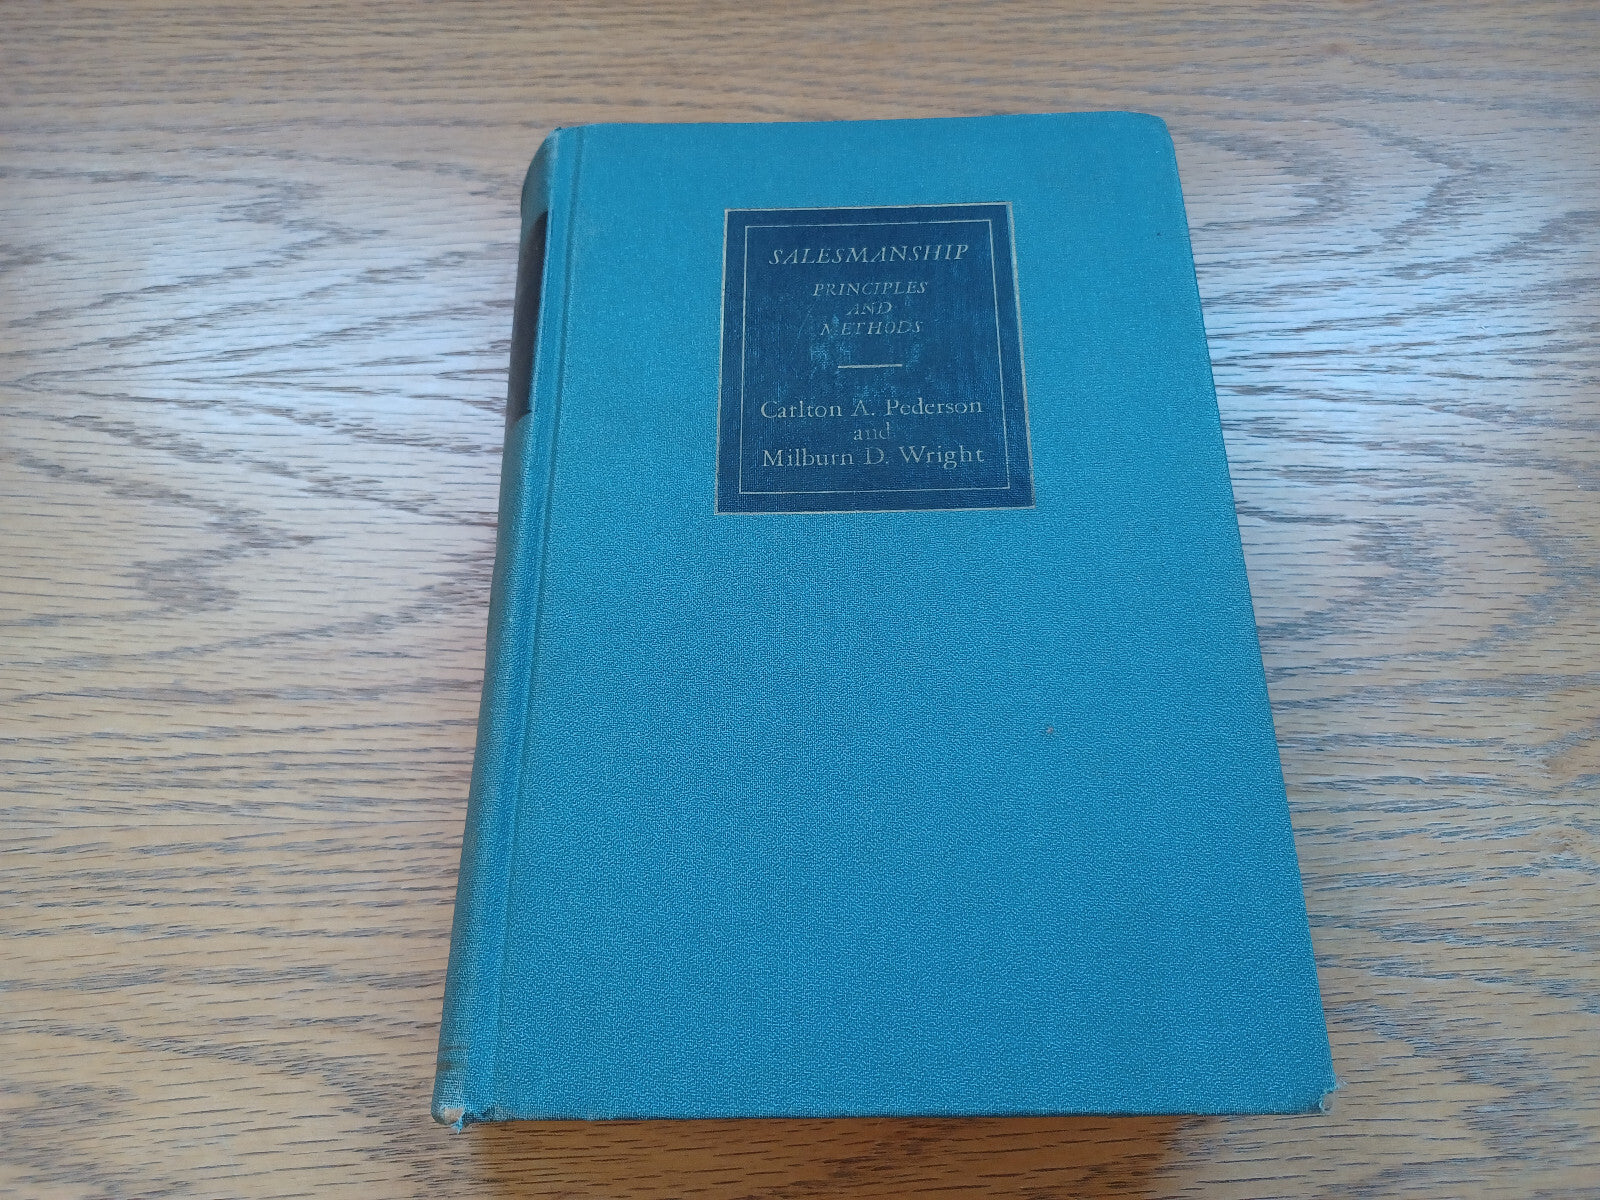 SALESMANSHIP
PRINCIPLES
AND
METHODS
Carlton A. Pederson
and
Milburn D. Wright